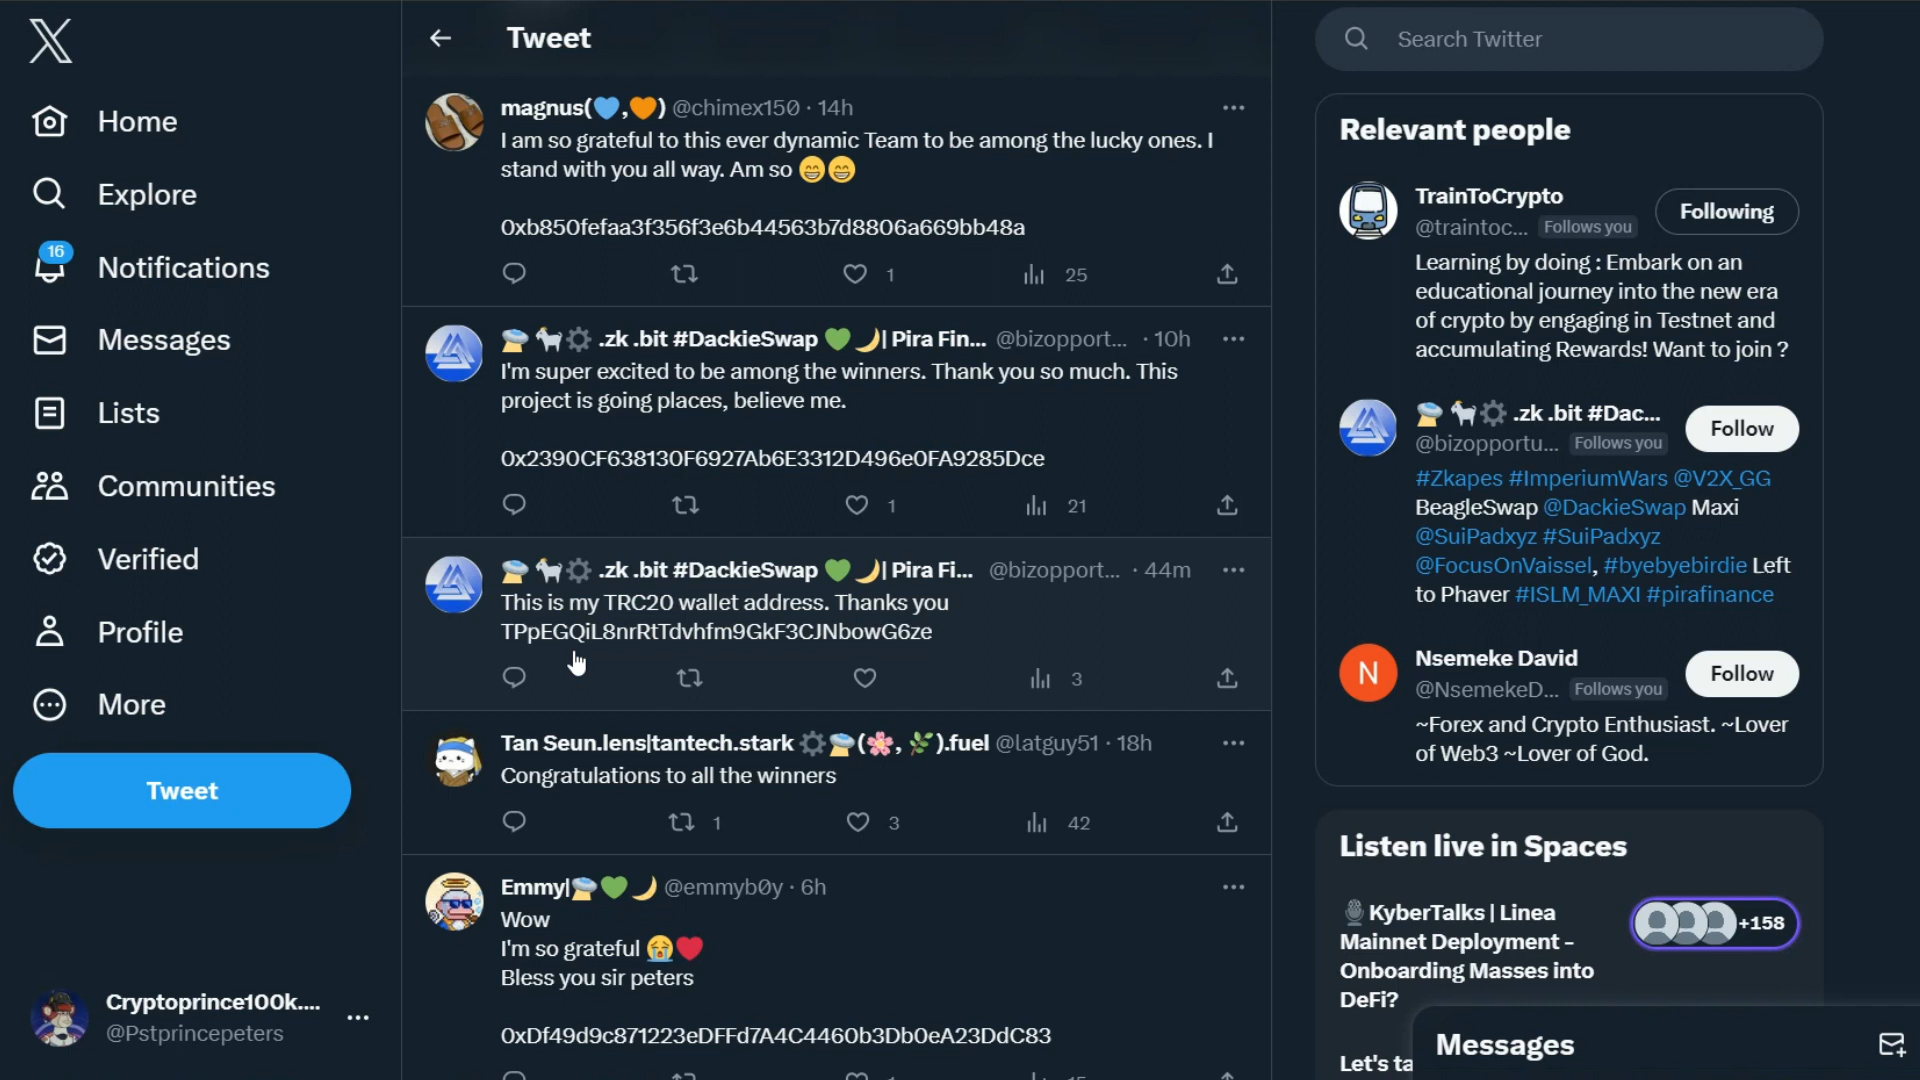 X
Home
Explore
16
Notifications
Messages
Lists
Communities
Verified
Profile
More
Tweet
Cryptoprince100k....
@Pstprincepeters
Tweet
magnus(💙,🧡) @chimex150 · 14h
I am so grateful to this ever dynamic Team to be among the lucky ones. I
stand with you all way. Am so 😁😁
0xb850fefaa3f356f3e6b44563b7d8806a669bb48a
1
25
.zk .bit #DackieSwap 💚🌙| Pira Fin... @bizopport... · 10h
I'm super excited to be among the winners. Thank you so much. This
project is going places, believe me.
0x2390CF638130F6927Ab6E3312D496e0FA9285Dce
1
21
.zk .bit #DackieSwap 💚🌙| Pira Fi... @bizopport... · 44m
This is my TRC20 wallet address. Thanks you
TPpEGQiL8nrRtTdvhfm9GkF3CJNbowG6ze
3
Tan Seun.lens|tantech.stark (🌸, 🌿).fuel @latguy51 · 18h
Congratulations to all the winners
1
3
42
Emmy|💚🌙 @emmyb0y · 6h
Wow
I'm so grateful 😭❤️
Bless you sir peters
0xDf49d9c871223eDFFd7A4C4460b3Db0eA23DdC83
Search Twitter
Relevant people
TrainToCrypto
@traintoc... Follows you
Following
Learning by doing : Embark on an
educational journey into the new era
of crypto by engaging in Testnet and
accumulating Rewards! Want to join ?
.zk .bit #Dac...
@bizopportu... Follows you
Follow
#Zkapes #ImperiumWars @V2X_GG
BeagleSwap @DackieSwap Maxi
@SuiPadxyz #SuiPadxyz
@FocusOnVaissel, #byebyebirdie Left
to Phaver #ISLM_MAXI #pirafinance
N
Nsemeke David
@NsemekeD... Follows you
Follow
~Forex and Crypto Enthusiast. ~Lover
of Web3 ~Lover of God.
Listen live in Spaces
KyberTalks | Linea
Mainnet Deployment -
Onboarding Masses into
DeFi?
+158
Let's ta
Messages